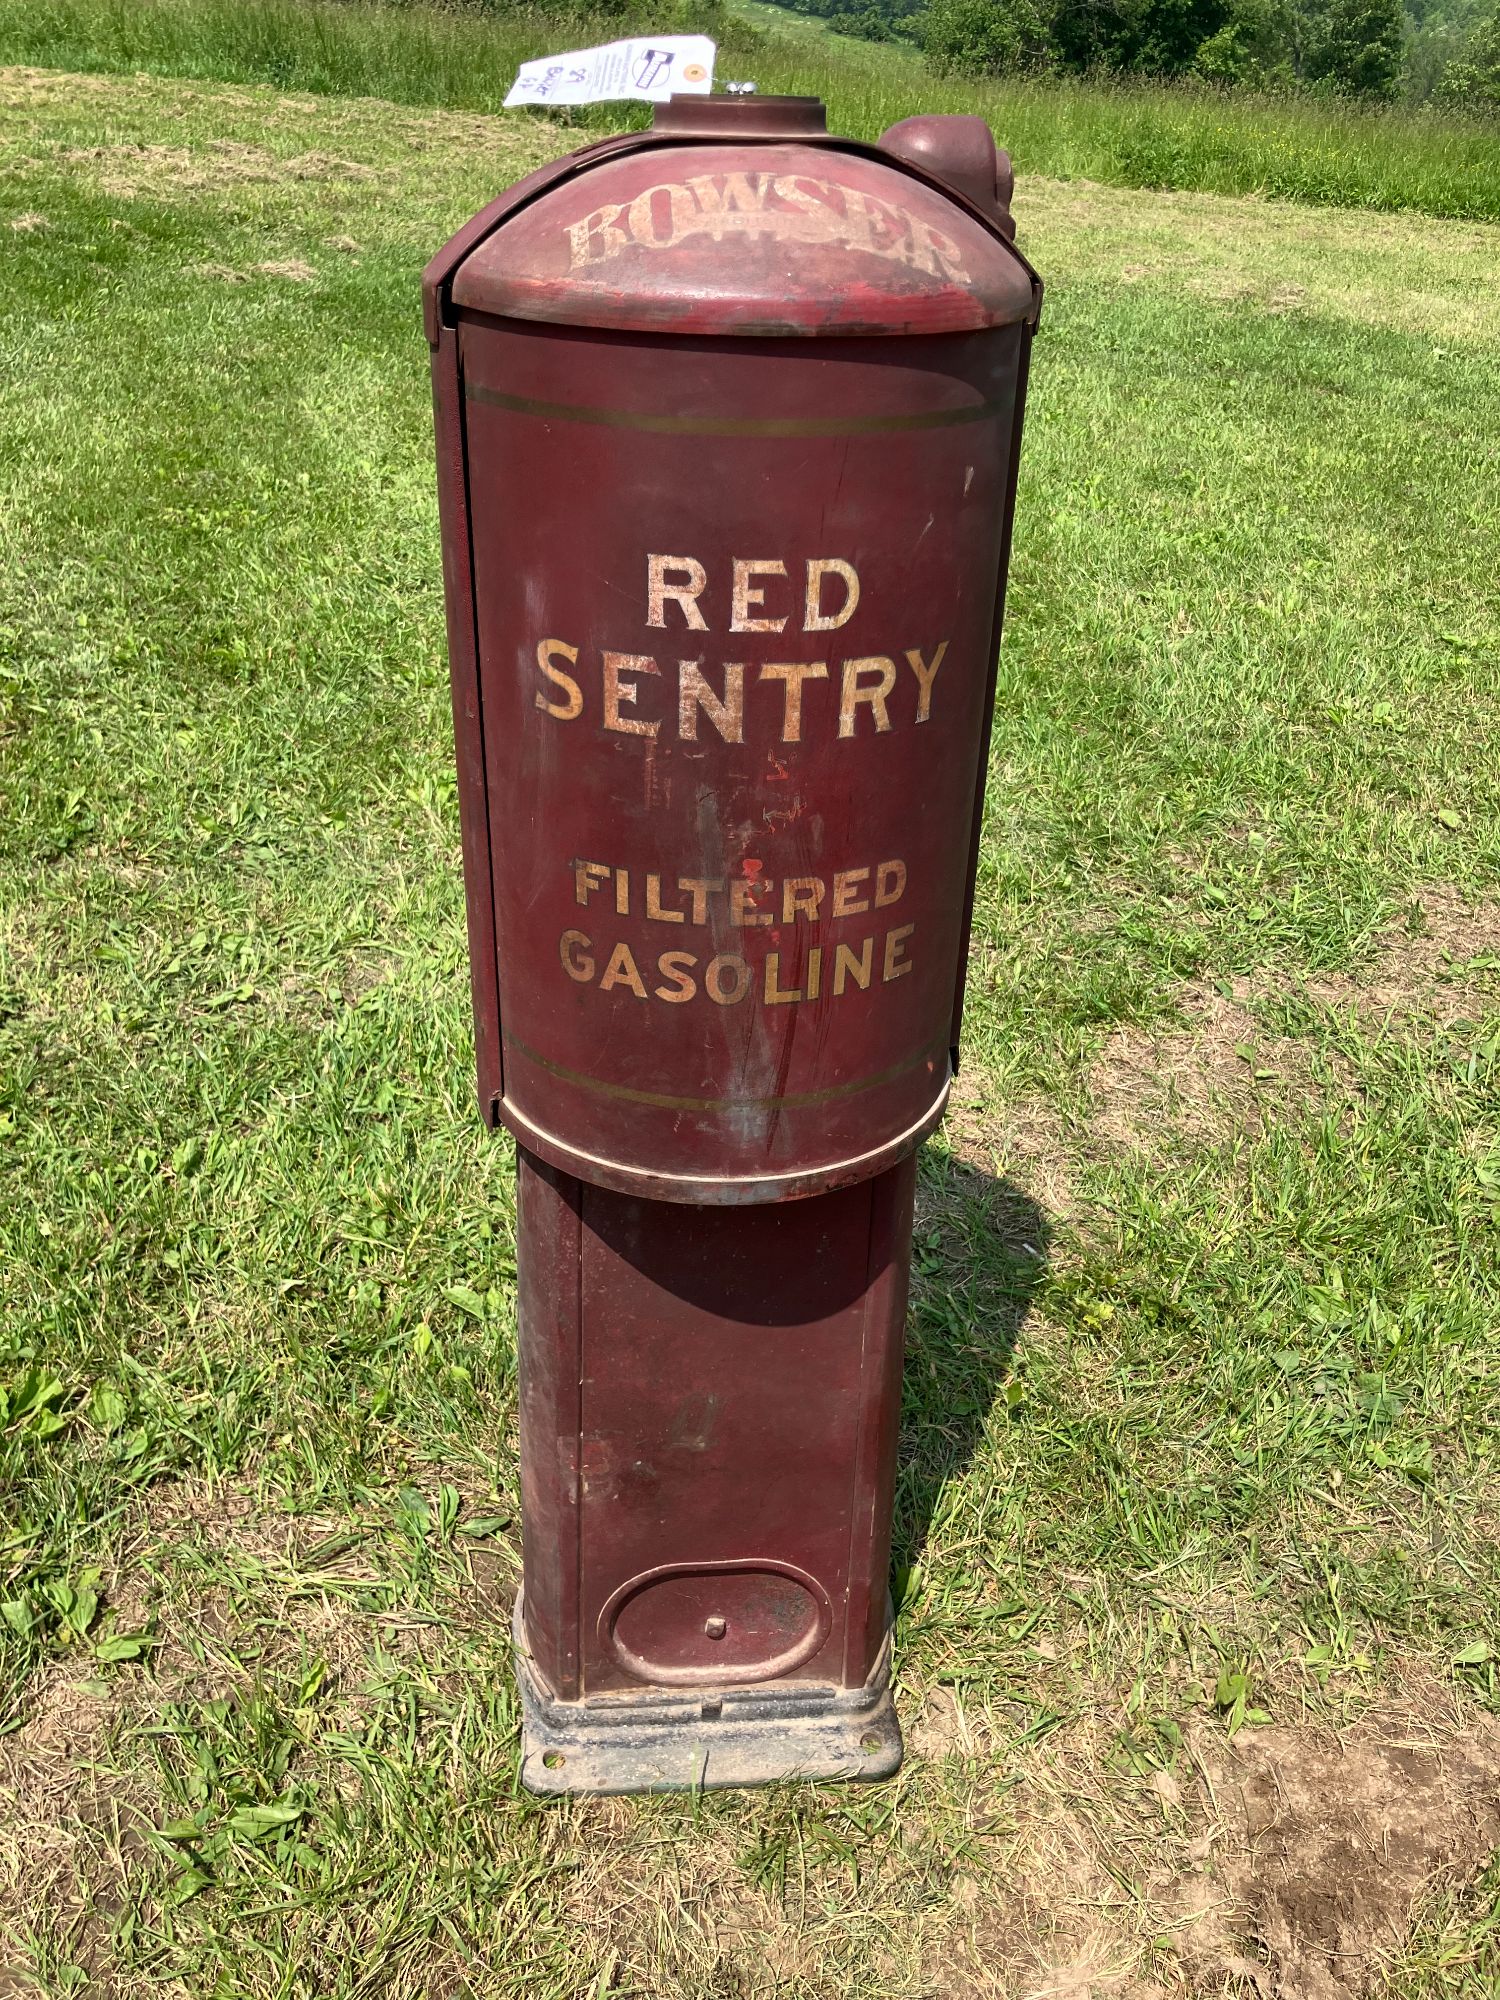 BOWSER
RED
SENTRY
FILTERED
GASOLINE